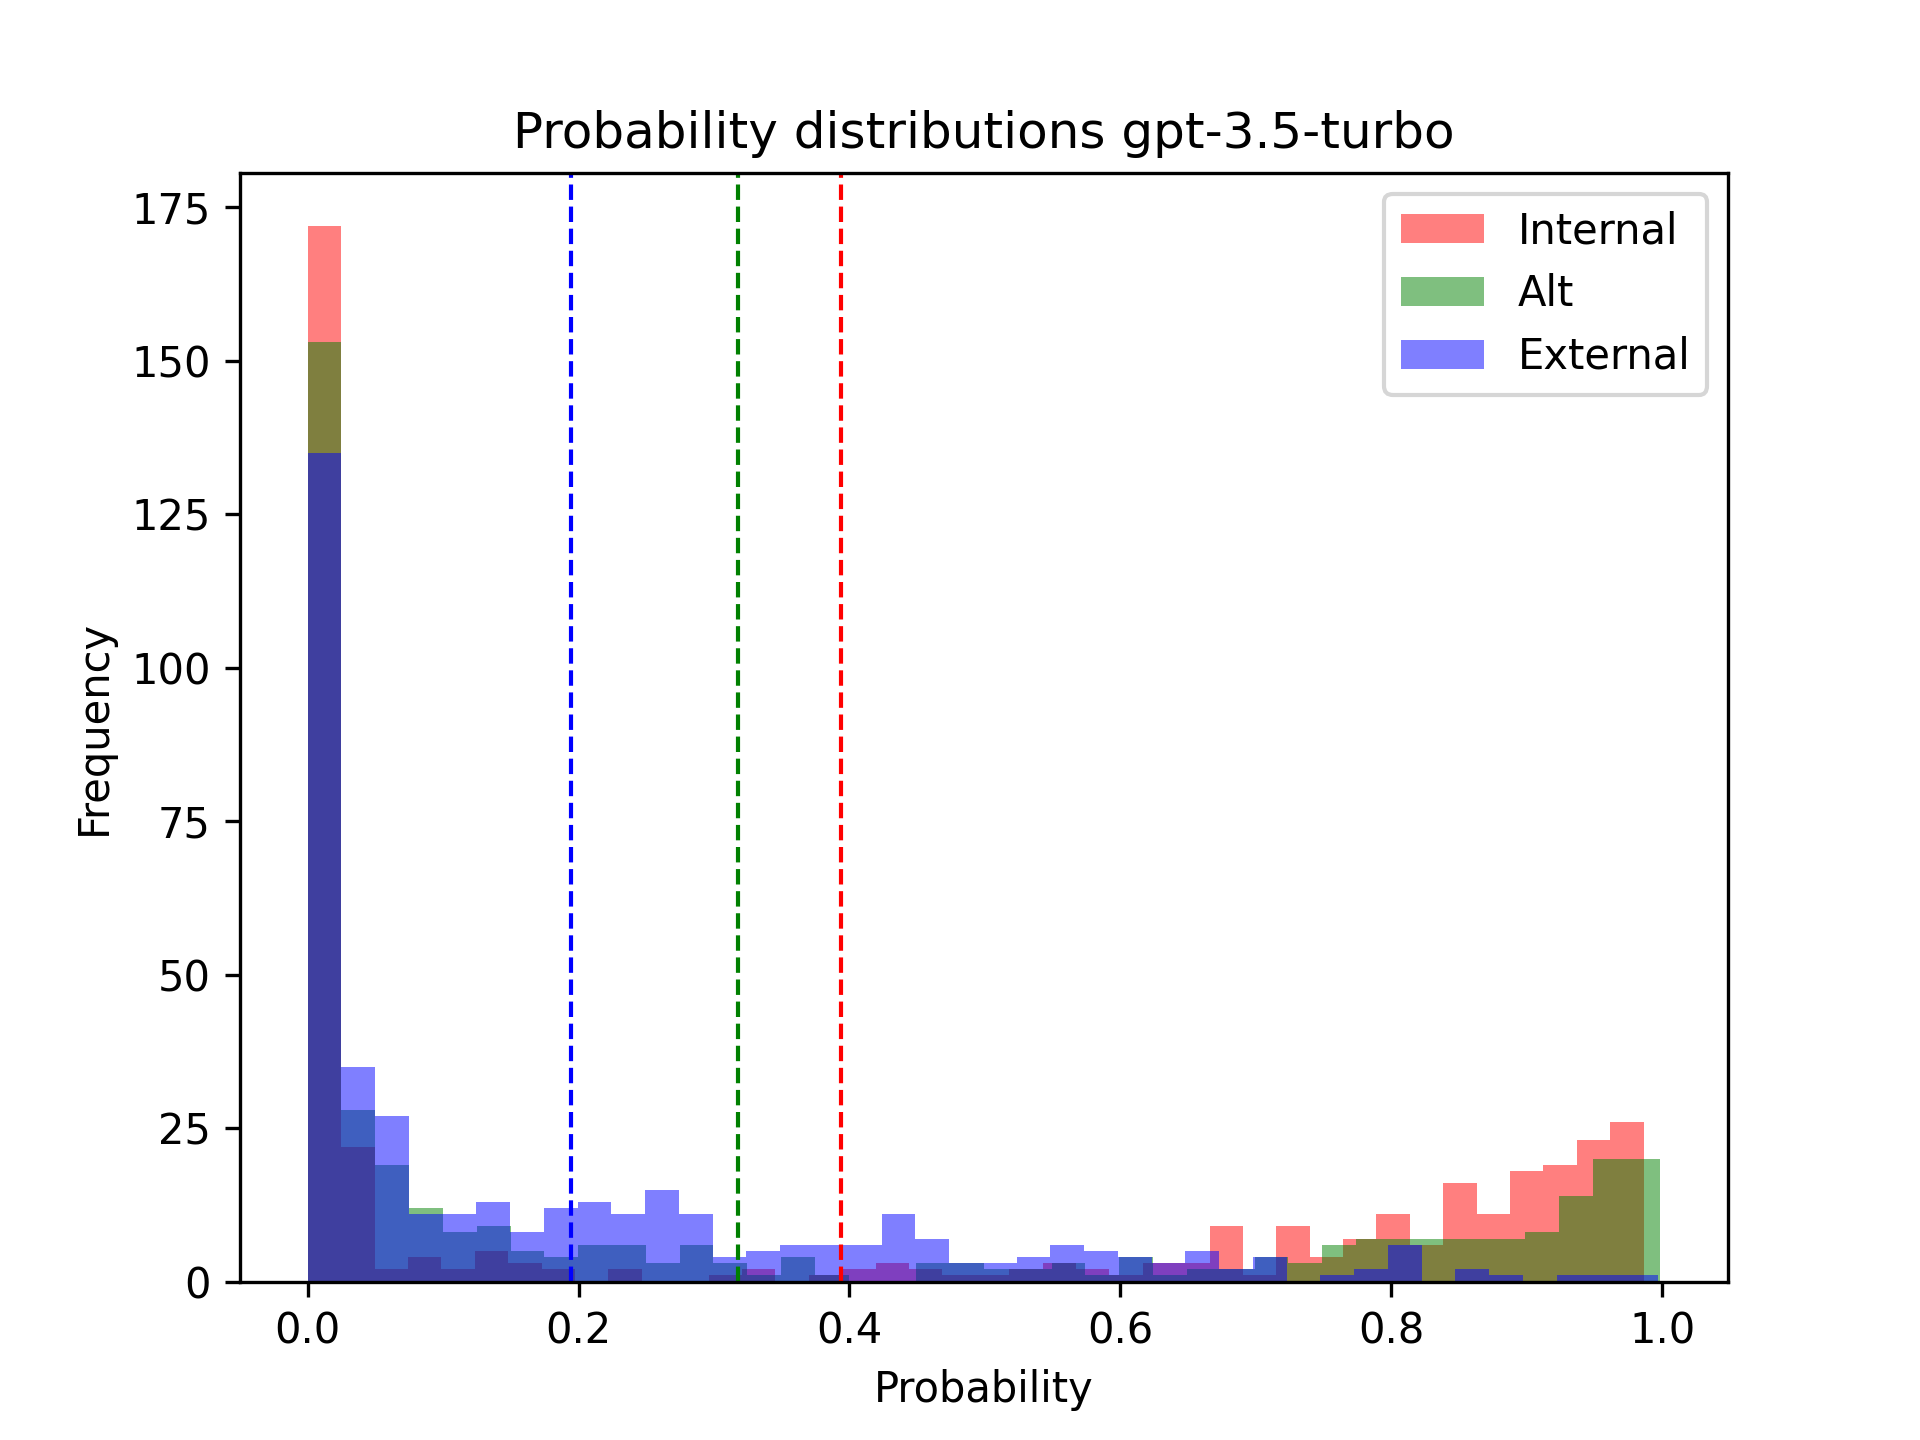 Probability distributions gpt-3.5-turbo
Internal
Alt
External
175
150
125
100
75
50
25
0
Frequency
0.0 0.2 0.4 0.6 0.8 1.0
Probability